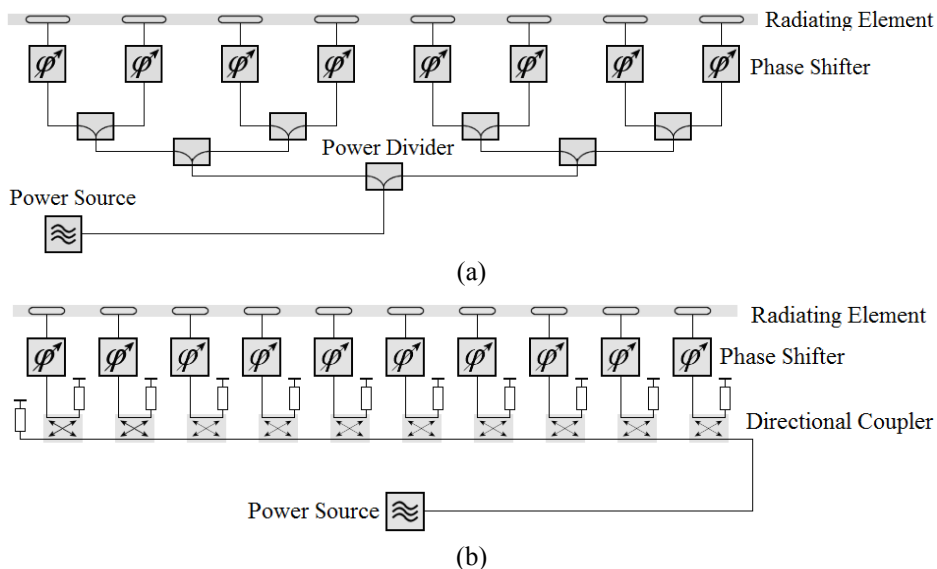 Radiating Element
φ φ φ φ φ φ φ φ
Phase Shifter
Power Divider
Power Source
(a)
Radiating Element
φ φ φ φ φ φ φ φ φ φ
Phase Shifter
Directional Coupler
Power Source
(b)